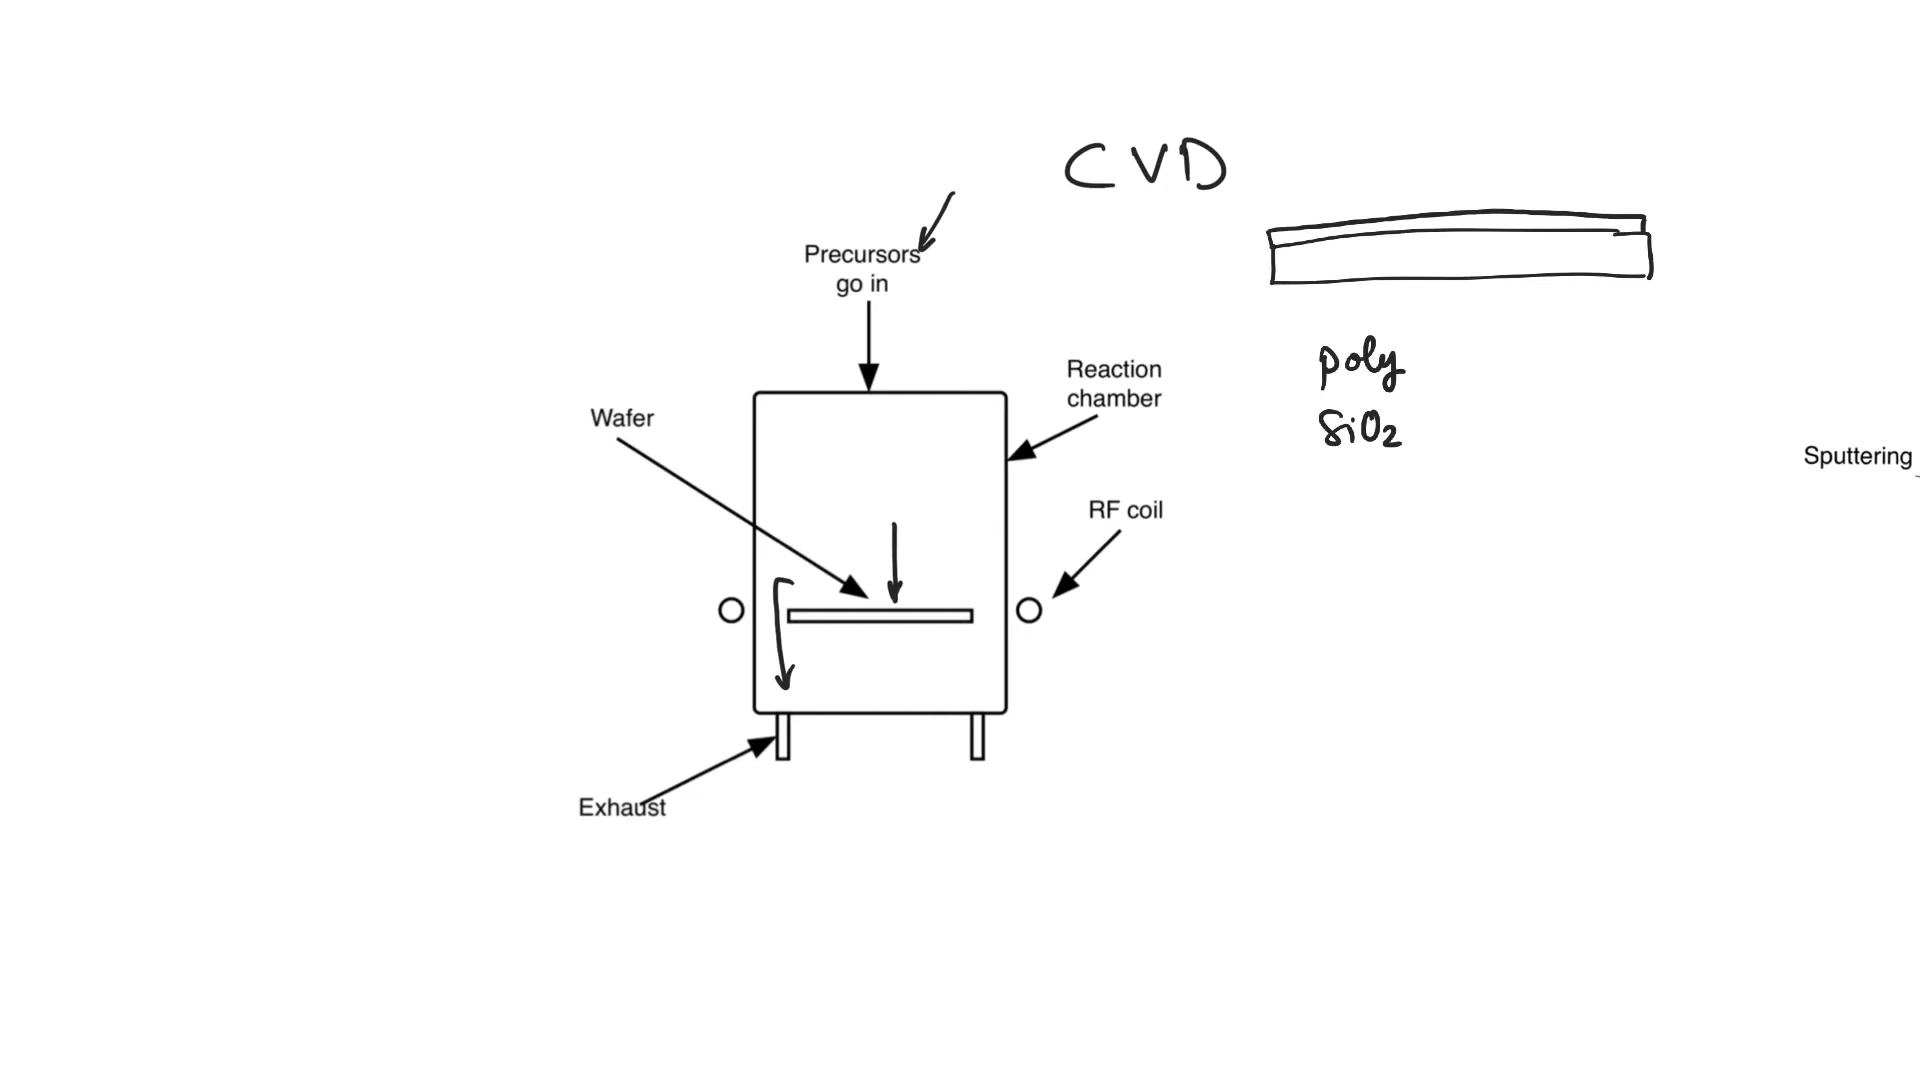 CVD
Precursors
go in
poly
SiO2
Reaction
chamber
Wafer
Sputtering
RF coil
Exhaust